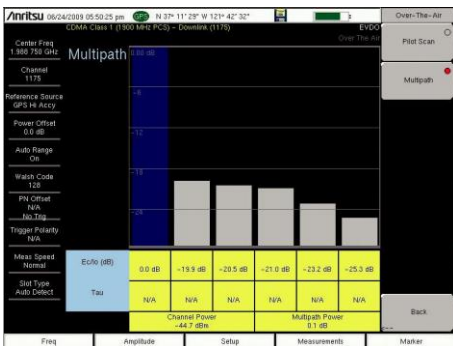 Anritsu 06/24/2009 05:50:25 pm GPS N 37° 11' 29" W 121° 42' 32"
Over-The-Air
CDMA Class 1 (1900 MHz PCS) - Downlink (1175) EVDO
Over The Air
Center Freq
1.988 750 GHz
Channel
1175
Reference Source
GPS Hi Accy
Power Offset
0.0 dB
Auto Range
On
Walsh Code
128
PN Offset
N/A
No Trig
Trigger Polarity
N/A
Meas Speed
Normal
Slot Type
Auto Detect
Multipath
0.00 dB
-6
-12
Ec/Io (dB) 0.0 dB -19.9 dB -20.5 dB -21.0 dB -23.2 dB -25.3 dB
Tau N/A N/A N/A N/A N/A N/A
Channel Power
-44.7 dBm
Multipath Power
0.1 dB
Pilot Scan
Multipath
Back
Freq Amplitude Setup Measurements Marker